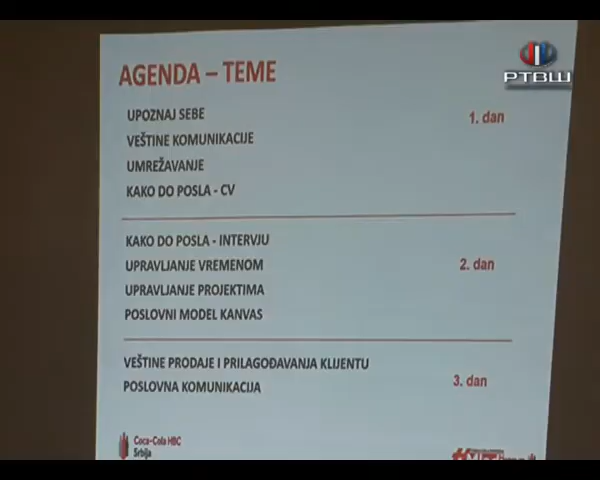 AGENDA – TEME
РТВШ
UPOZNAJ SEBE
1. dan
VEŠTINE KOMUNIKACIJE
UMREŽAVANJE
KAKO DO POSLA - CV
KAKO DO POSLA - INTERVJU
UPRAVLJANJE VREMENOM
2. dan
UPRAVLJANJE PROJEKTIMA
POSLOVNI MODEL KANVAS
VEŠTINE PRODAJE I PRILAGOĐAVANJA KLIJENTU
POSLOVNA KOMUNIKACIJA
3. dan
Coca-Cola HBC
Srbija